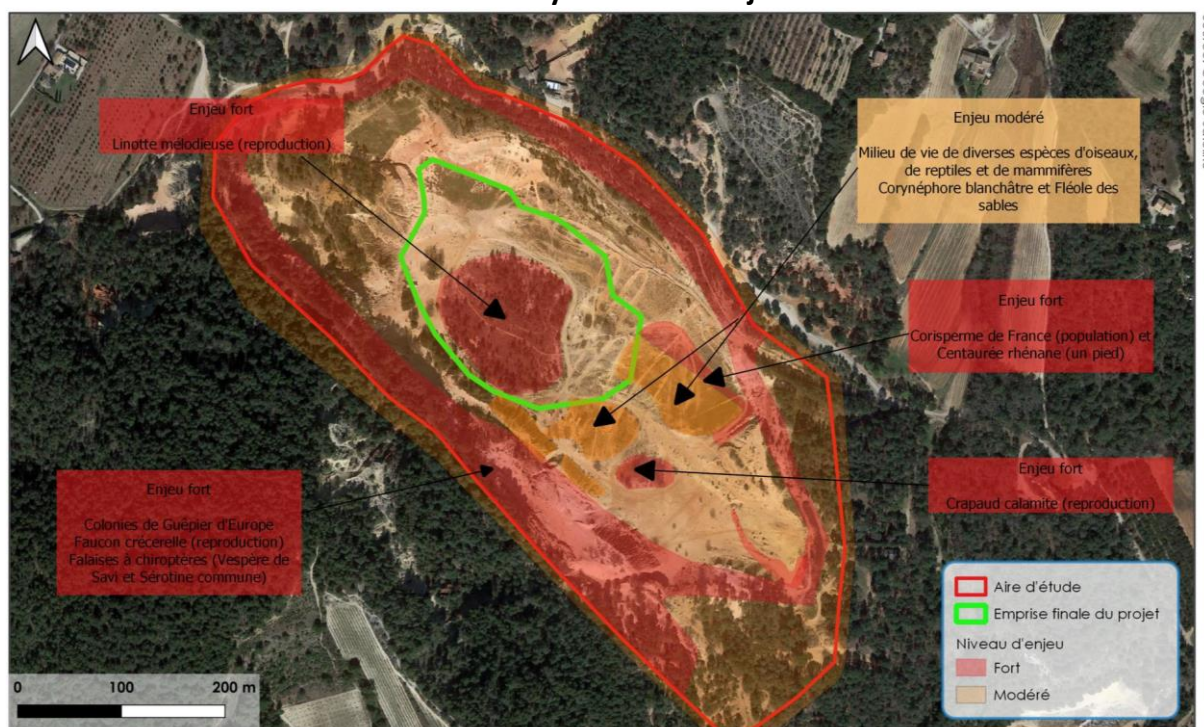 Enjeu fort
Linotte mélodieuse (reproduction)
Enjeu modéré
Milieu de vie de diverses espèces d'oiseaux,
de reptiles et de mammifères
Corynéphore blanchâtre et Fléole des
sables
Enjeu fort
Corisperme de France (population) et
Centaurée rhénane (un pied)
Enjeu fort
Crapaud calamite (reproduction)
Enjeu fort
Colonies de Guêpier d'Europe
Faucon crécerelle (reproduction)
Falaises à chiroptères (Vespère de
Savi et Sérotine commune)
Aire d'étude
Emprise finale du projet
Niveau d'enjeu
Fort
Modéré
0 100 200 m